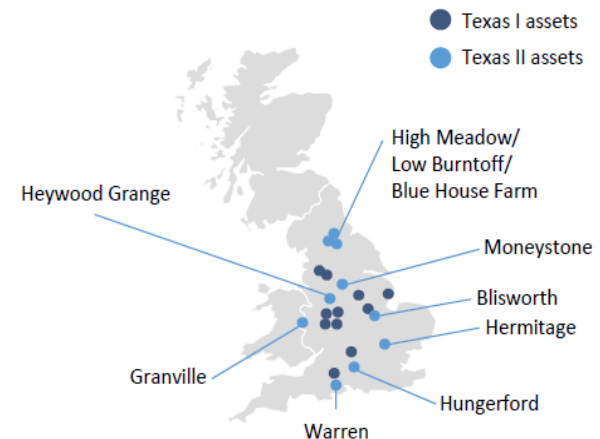 Texas I assets
Texas II assets
High Meadow/
Low Burntoff/
Blue House Farm
Heywood Grange
Moneystone
Blisworth
Hermitage
Granville
Hungerford
Warren